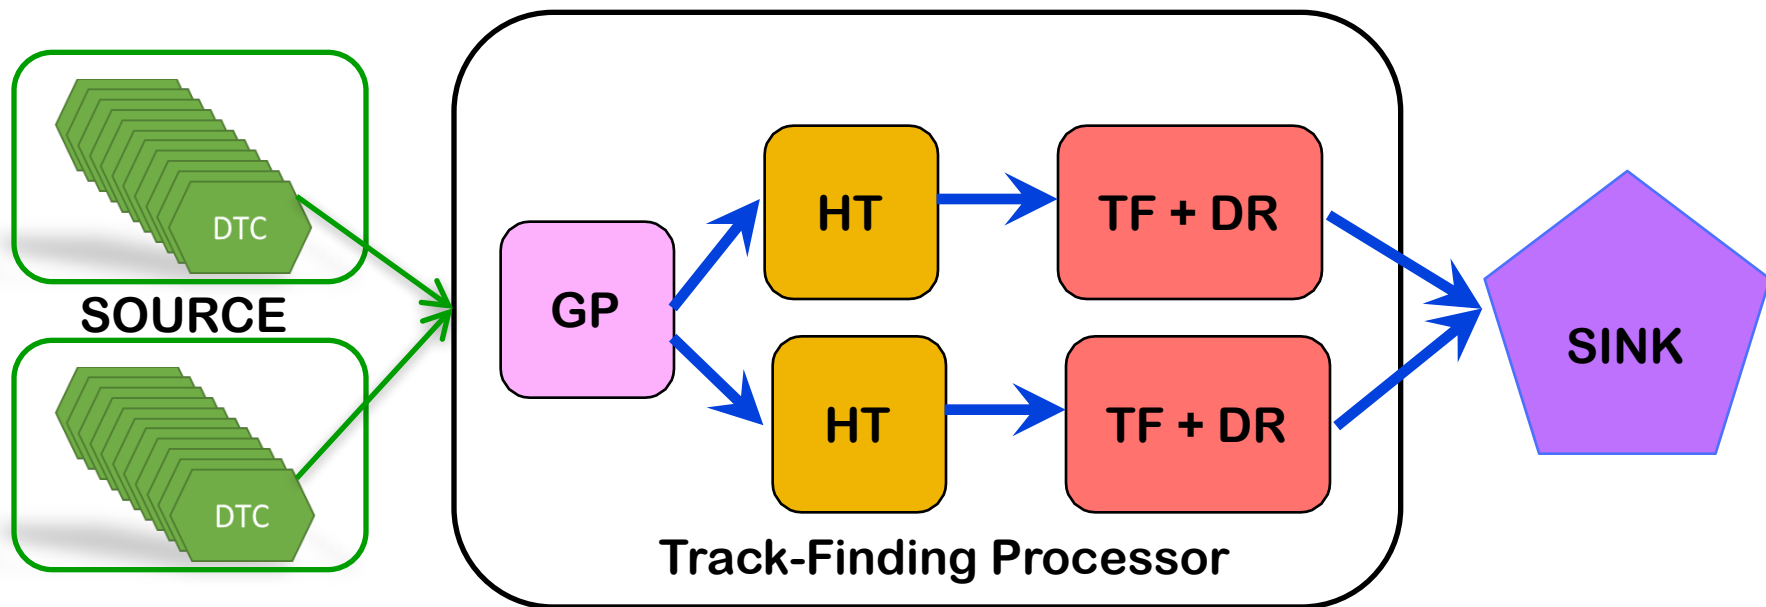 DTC
SOURCE
DTC
GP
HT
TF + DR
HT
TF + DR
Track-Finding Processor
SINK